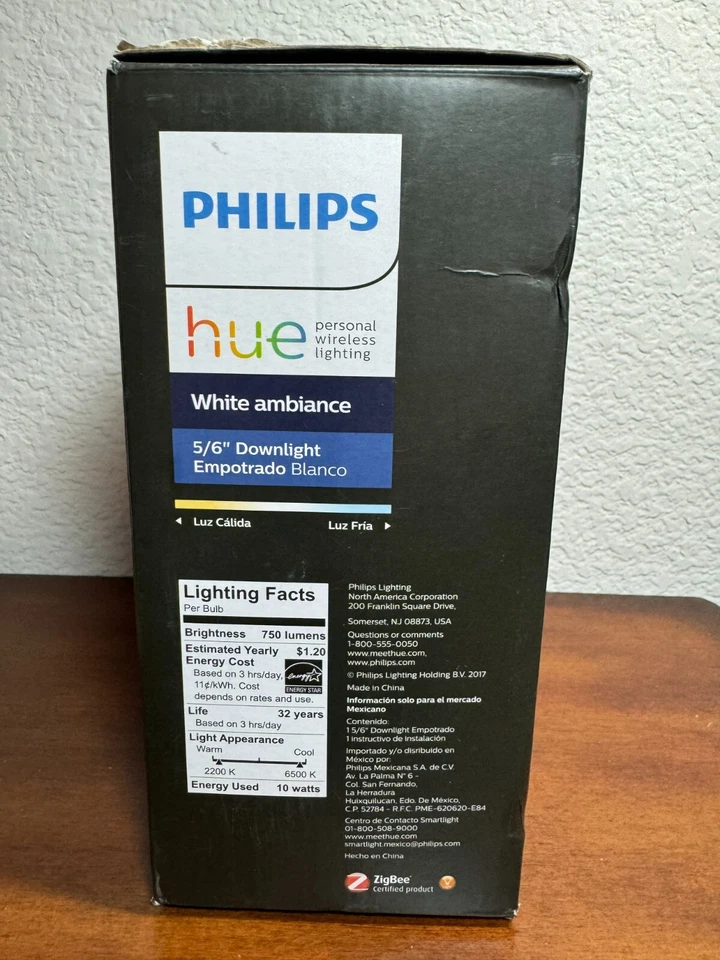 PHILIPS
hue
personal
wireless
lighting
White ambiance
5/6" Downlight
Empotrado Blanco
Luz Cálida
Luz Fría
Lighting Facts
Per Bulb
Brightness 750 lumens
Estimated Yearly $1.20
Energy Cost
Based on 3 hrs/day,
11¢/kWh. Cost
depends on rates and use.
energy
ENERGY STAR
Life 32 years
Based on 3 hrs/day
Light Appearance
Warm Cool
2200 K 6500 K
Energy Used 10 watts
Philips Lighting
North America Corporation
200 Franklin Square Drive,
Somerset, NJ 08873, USA
Questions or comments
1-800-555-0050
www.meethue.com,
www.philips.com
© Philips Lighting Holding B.V. 2017
Made in China
Información solo para el mercado
Mexicano
Contenido:
1 5/6" Downlight Empotrado
1 instructivo de Instalación
Importado y/o disribuido en
México por:
Philips Mexicana S.A. de C.V.
Av. La Palma N° 6 -
Col. San Fernando,
La Herradura
Huixquilucan, Edo. De México,
C.P. 52784 - R.F.C. PME-620620-E84
Centro de Contacto Smartlight
01-800-508-9000
www.meethue.com
smartlight.mexico@philips.com
Hecho en China
ZigBee
Certified product